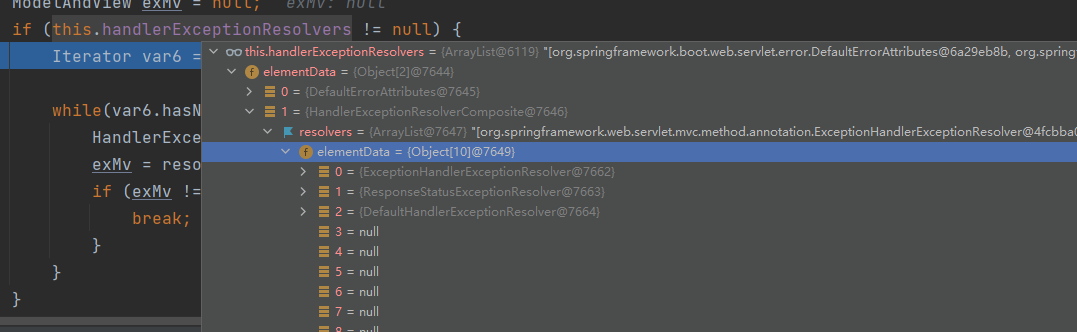 ModelAndView exMv = null;  exMv: null
if (this.handlerExceptionResolvers != null) {
Iterator var6 =
this.handlerExceptionResolvers = {ArrayList@6119} "[org.springframework.boot.web.servlet.error.DefaultErrorAttributes@6a29eb8b, org.spring
elementData = {Object[2]@7644}
0 = {DefaultErrorAttributes@7645}
1 = {HandlerExceptionResolverComposite@7646}
while(var6.hasN
resolvers = {ArrayList@7647} "[org.springframework.web.servlet.mvc.method.annotation.ExceptionHandlerExceptionResolver@4fcbba0
HandlerExce
elementData = {Object[10]@7649}
exMv = reso
0 = {ExceptionHandlerExceptionResolver@7662}
if (exMv !=
1 = {ResponseStatusExceptionResolver@7663}
break;
2 = {DefaultHandlerExceptionResolver@7664}
3 = null
}
4 = null
}
5 = null
6 = null
}
7 = null
8 = null